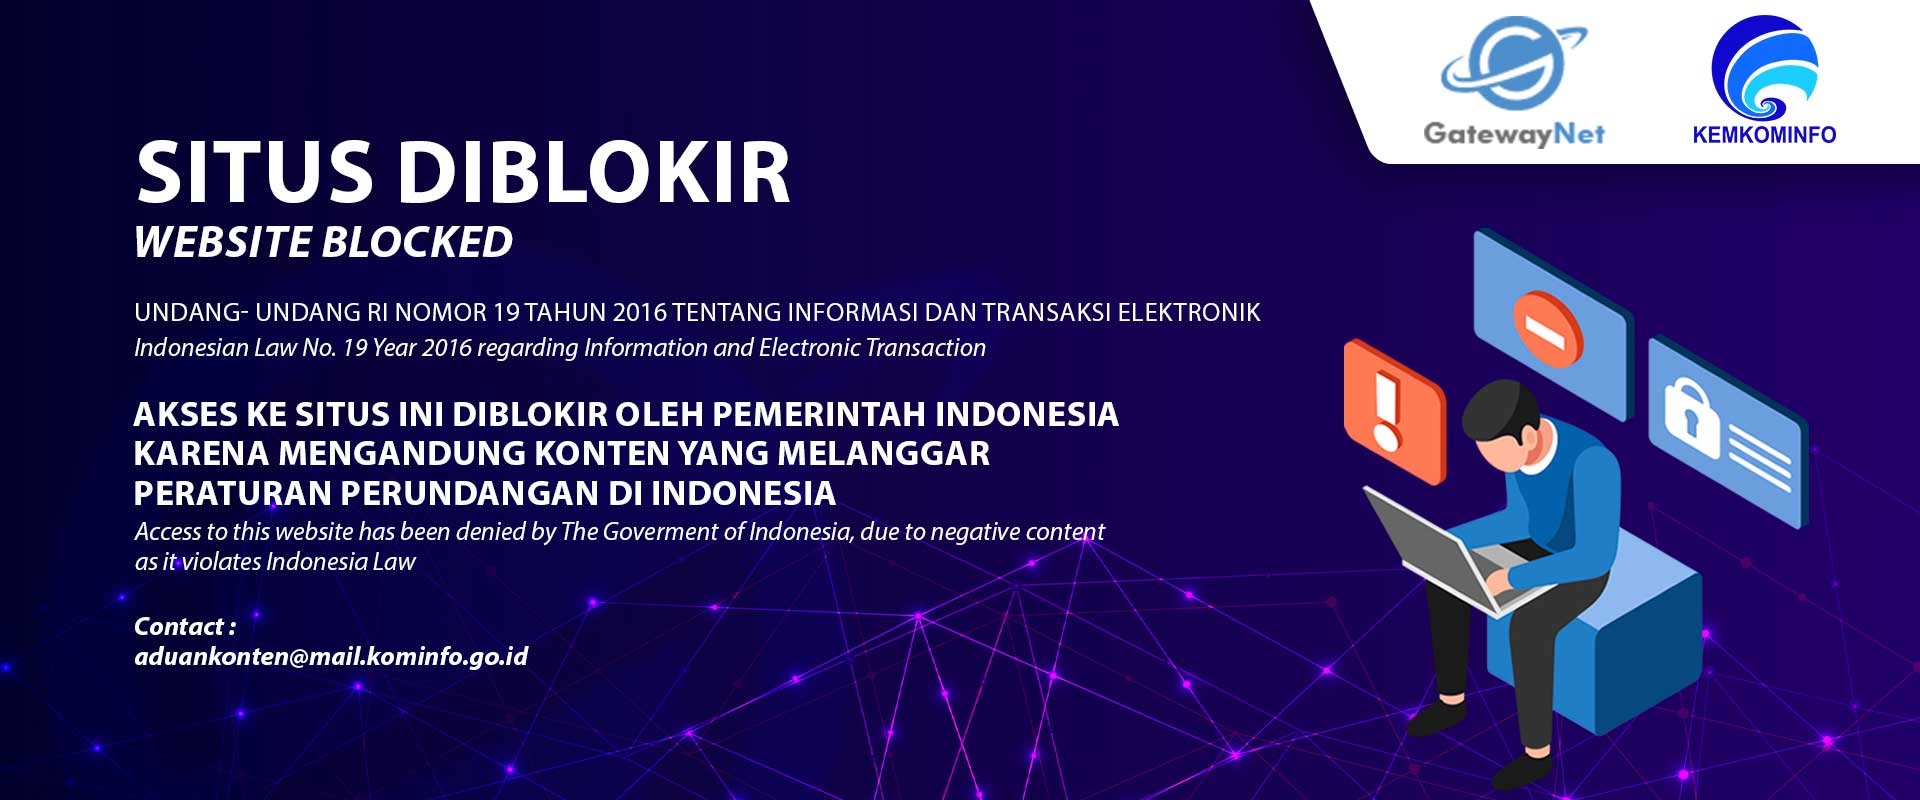 GatewayNet
KEMKOMINFO
SITUS DIBLOKIR
WEBSITE BLOCKED
UNDANG- UNDANG RI NOMOR 19 TAHUN 2016 TENTANG INFORMASI DAN TRANSAKSI ELEKTRONIK
Indonesian Law No. 19 Year 2016 regarding Information and Electronic Transaction
AKSES KE SITUS INI DIBLOKIR OLEH PEMERINTAH INDONESIA
KARENA MENGANDUNG KONTEN YANG MELANGGAR
PERATURAN PERUNDANGAN DI INDONESIA
Access to this website has been denied by The Goverment of Indonesia, due to negative content
as it violates Indonesia Law
Contact :
aduankonten@mail.kominfo.go.id